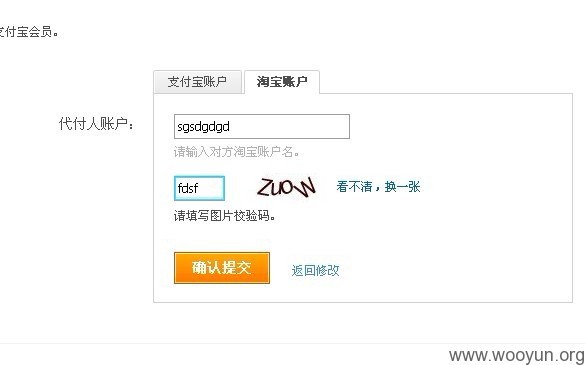 支付宝会员。
支付宝账户 淘宝账户
代付人账户：
sgsdgdgd
请输入对方淘宝账户名。
fdsf ZUOW 看不清，换一张
请填写图片校验码。
确认提交 返回修改
www.wooyun.org